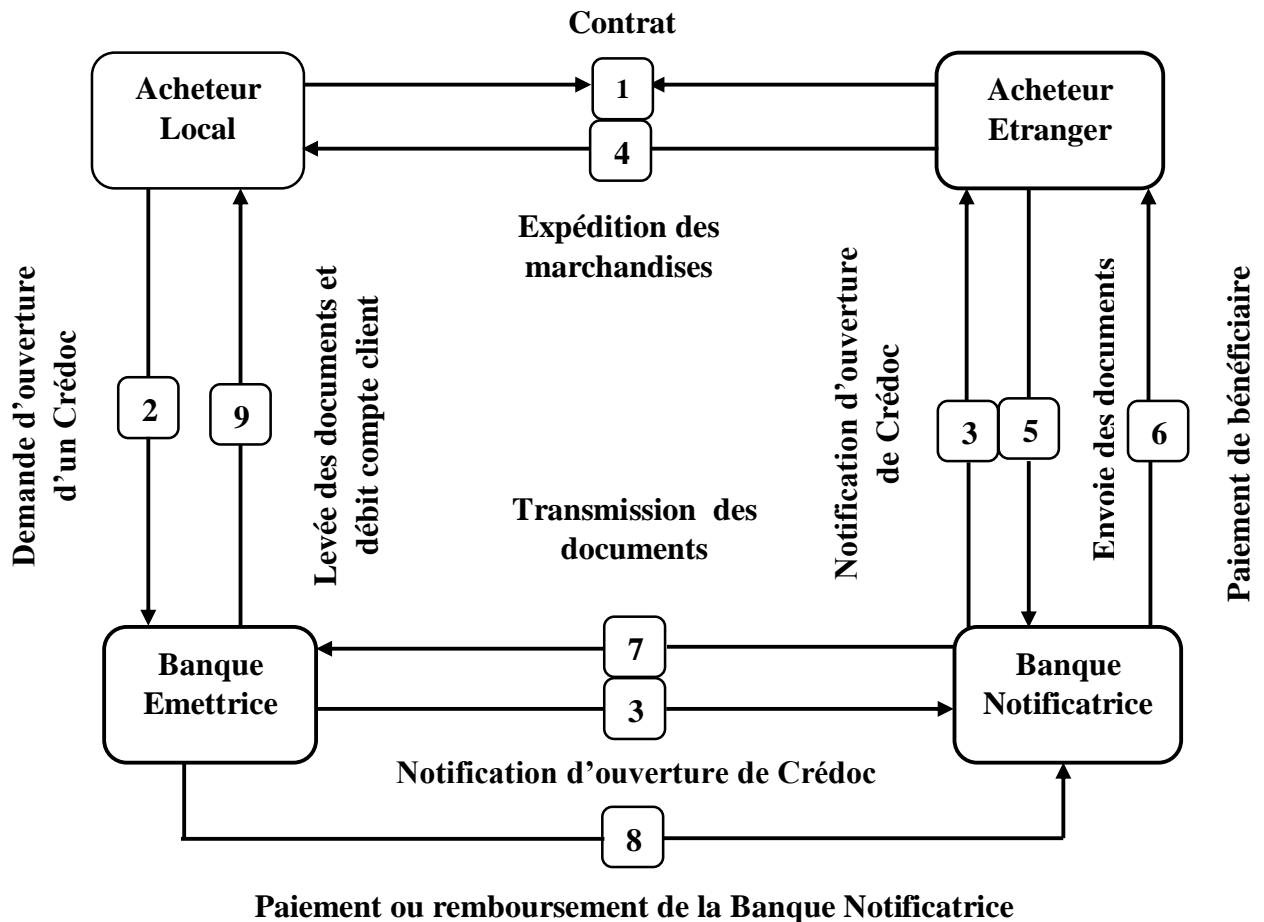 Contrat
Acheteur
Local
1
Acheteur
Etranger
4
Expédition des
marchandises
Demande d’ouverture
d’un Crédoc
2
9
Levée des documents et
débit compte client
Notification d’ouverture
de Crédoc
3
5
Envoie des documents
6
Paiement de bénéficiaire
Transmission des
documents
Banque
Emettrice
7
3
Banque
Notificatrice
Notification d’ouverture de Crédoc
8
Paiement ou remboursement de la Banque Notificatrice